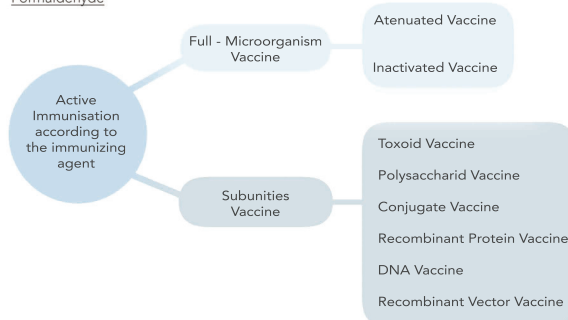 Formaldehyde
Active
Immunisation
according to
the immunizing
agent
Full - Microorganism
Vaccine
Atenuated Vaccine
Inactivated Vaccine
Subunities
Vaccine
Toxoid Vaccine
Polysaccharid Vaccine
Conjugate Vaccine
Recombinant Protein Vaccine
DNA Vaccine
Recombinant Vector Vaccine